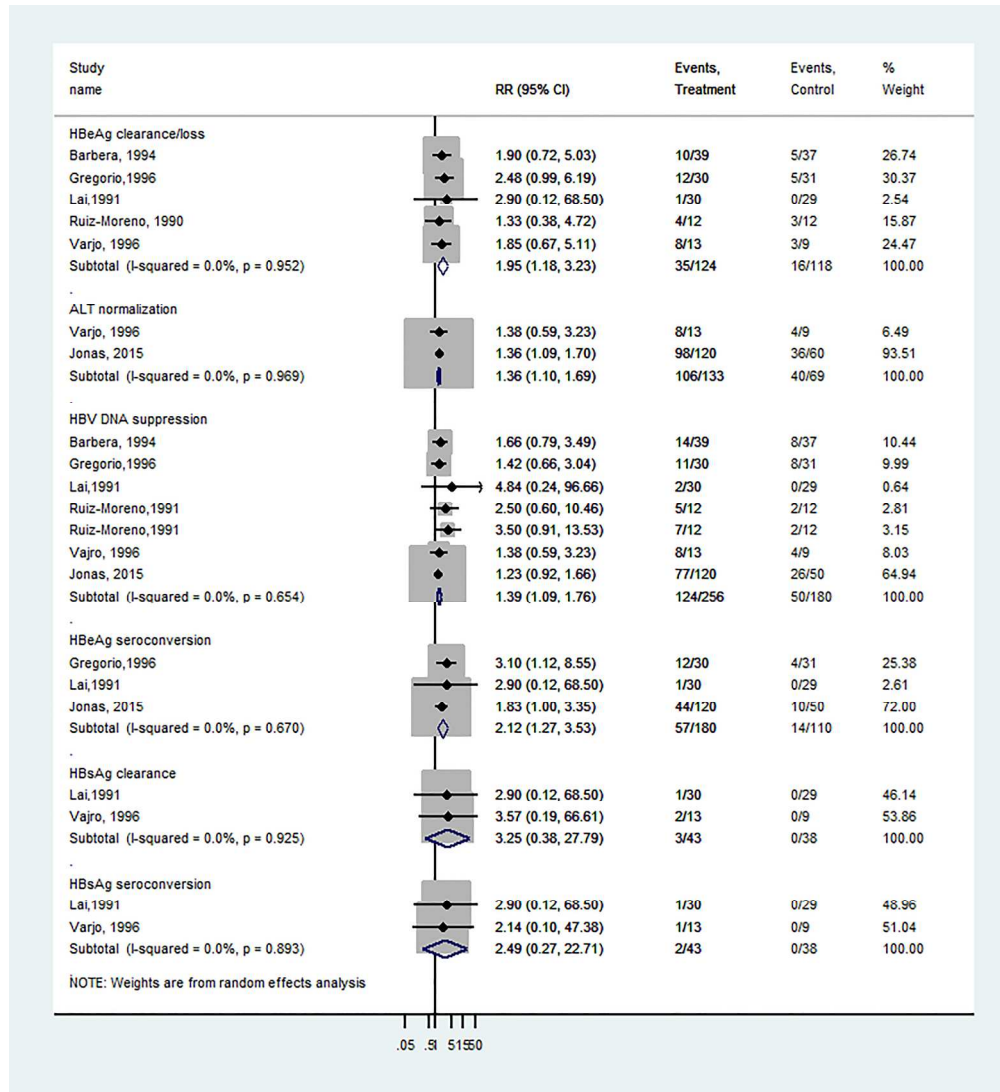 Study name RR (95% CI) Events, Treatment Events, Control % Weight
HBeAg clearance/loss
Barbera, 1994 1.90 (0.72, 5.03) 10/39 5/37 26.74
Gregorio,1996 2.48 (0.99, 6.19) 12/30 5/31 30.37
Lai,1991 2.90 (0.12, 68.50) 1/30 0/29 2.54
Ruiz-Moreno, 1990 1.33 (0.38, 4.72) 4/12 3/12 15.87
Varjo, 1996 1.85 (0.67, 5.11) 8/13 3/9 24.47
Subtotal (I-squared = 0.0%, p = 0.952) 1.95 (1.18, 3.23) 35/124 16/118 100.00
.
ALT normalization
Varjo, 1996 1.38 (0.59, 3.23) 8/13 4/9 6.49
Jonas, 2015 1.36 (1.09, 1.70) 98/120 36/60 93.51
Subtotal (I-squared = 0.0%, p = 0.969) 1.36 (1.10, 1.69) 106/133 40/69 100.00
.
HBV DNA suppression
Barbera, 1994 1.66 (0.79, 3.49) 14/39 8/37 10.44
Gregorio,1996 1.42 (0.66, 3.04) 11/30 8/31 9.99
Lai,1991 4.84 (0.24, 96.66) 2/30 0/29 0.64
Ruiz-Moreno,1991 2.50 (0.60, 10.46) 5/12 2/12 2.81
Ruiz-Moreno,1991 3.50 (0.91, 13.53) 7/12 2/12 3.15
Vajro, 1996 1.38 (0.59, 3.23) 8/13 4/9 8.03
Jonas, 2015 1.23 (0.92, 1.66) 77/120 26/50 64.94
Subtotal (I-squared = 0.0%, p = 0.654) 1.39 (1.09, 1.76) 124/256 50/180 100.00
.
HBeAg seroconversion
Gregorio,1996 3.10 (1.12, 8.55) 12/30 4/31 25.38
Lai,1991 2.90 (0.12, 68.50) 1/30 0/29 2.61
Jonas, 2015 1.83 (1.00, 3.35) 44/120 10/50 72.00
Subtotal (I-squared = 0.0%, p = 0.670) 2.12 (1.27, 3.53) 57/180 14/110 100.00
.
HBsAg clearance
Lai,1991 2.90 (0.12, 68.50) 1/30 0/29 46.14
Vajro, 1996 3.57 (0.19, 66.61) 2/13 0/9 53.86
Subtotal (I-squared = 0.0%, p = 0.925) 3.25 (0.38, 27.79) 3/43 0/38 100.00
.
HBsAg seroconversion
Lai,1991 2.90 (0.12, 68.50) 1/30 0/29 48.96
Varjo, 1996 2.14 (0.10, 47.38) 1/13 0/9 51.04
Subtotal (I-squared = 0.0%, p = 0.893) 2.49 (0.27, 22.71) 2/43 0/38 100.00
.
NOTE: Weights are from random effects analysis
.05